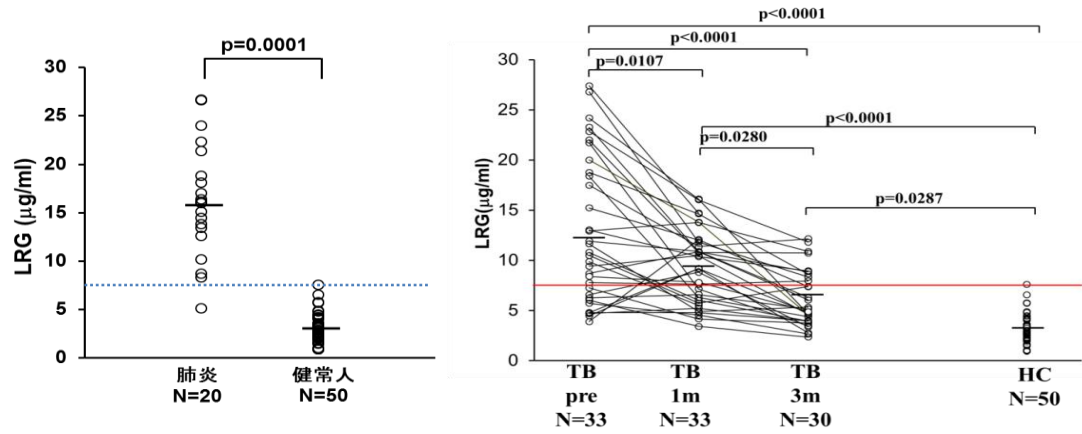 p=0.0001
30
25
20
15
10
5
0
LRG (μg/ml)
肺炎
N=20
健常人
N=50
p<0.0001
p<0.0001
p=0.0107
p<0.0001
p=0.0280
p=0.0287
30
25
20
15
10
5
0
LRG(μg/ml)
TB
pre
N=33
TB
1m
N=33
TB
3m
N=30
HC
N=50